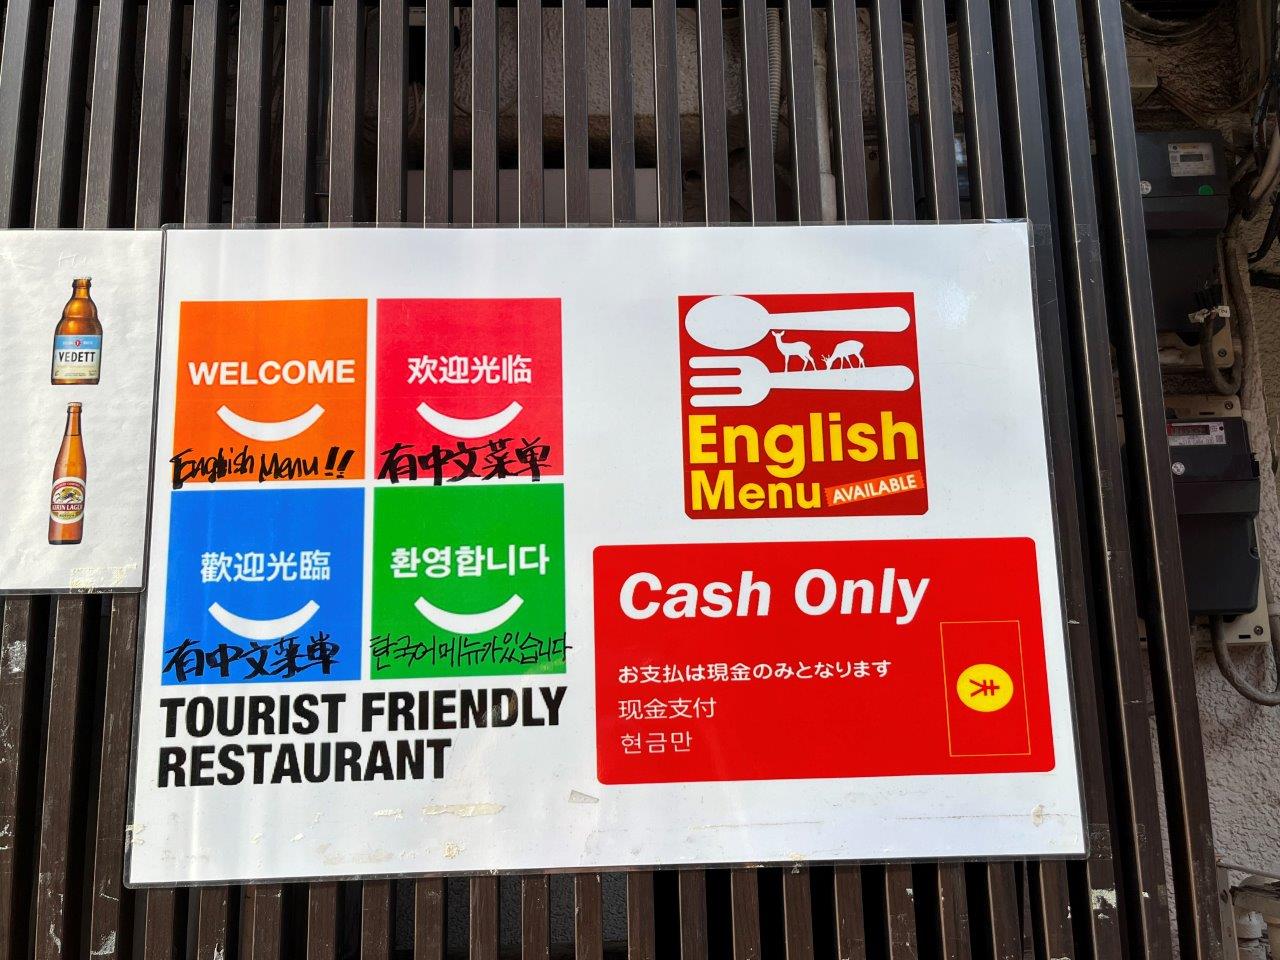 VEDETT
KIRIN LAGER
WELCOME
English Menu!!
欢迎光临
有中文菜单
歡迎光臨
有中文菜単
환영합니다
한국어메뉴가있습니다
TOURIST FRIENDLY
RESTAURANT
English
Menu AVAILABLE
Cash Only
お支払は現金のみとなります
现金支付
현금만